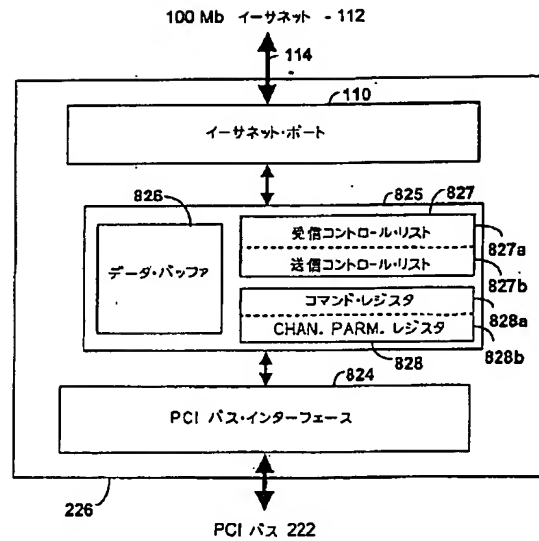 100 Mb イーサネット - 112
114
110
イーサネット・ポート
826
825
827
データ・バッファ
受信コントロール・リスト
827a
送信コントロール・リスト
827b
コマンド・レジスタ
828a
CHAN. PARM. レジスタ
828b
828
824
PCI バス・インターフェース
226
PCI バス 222